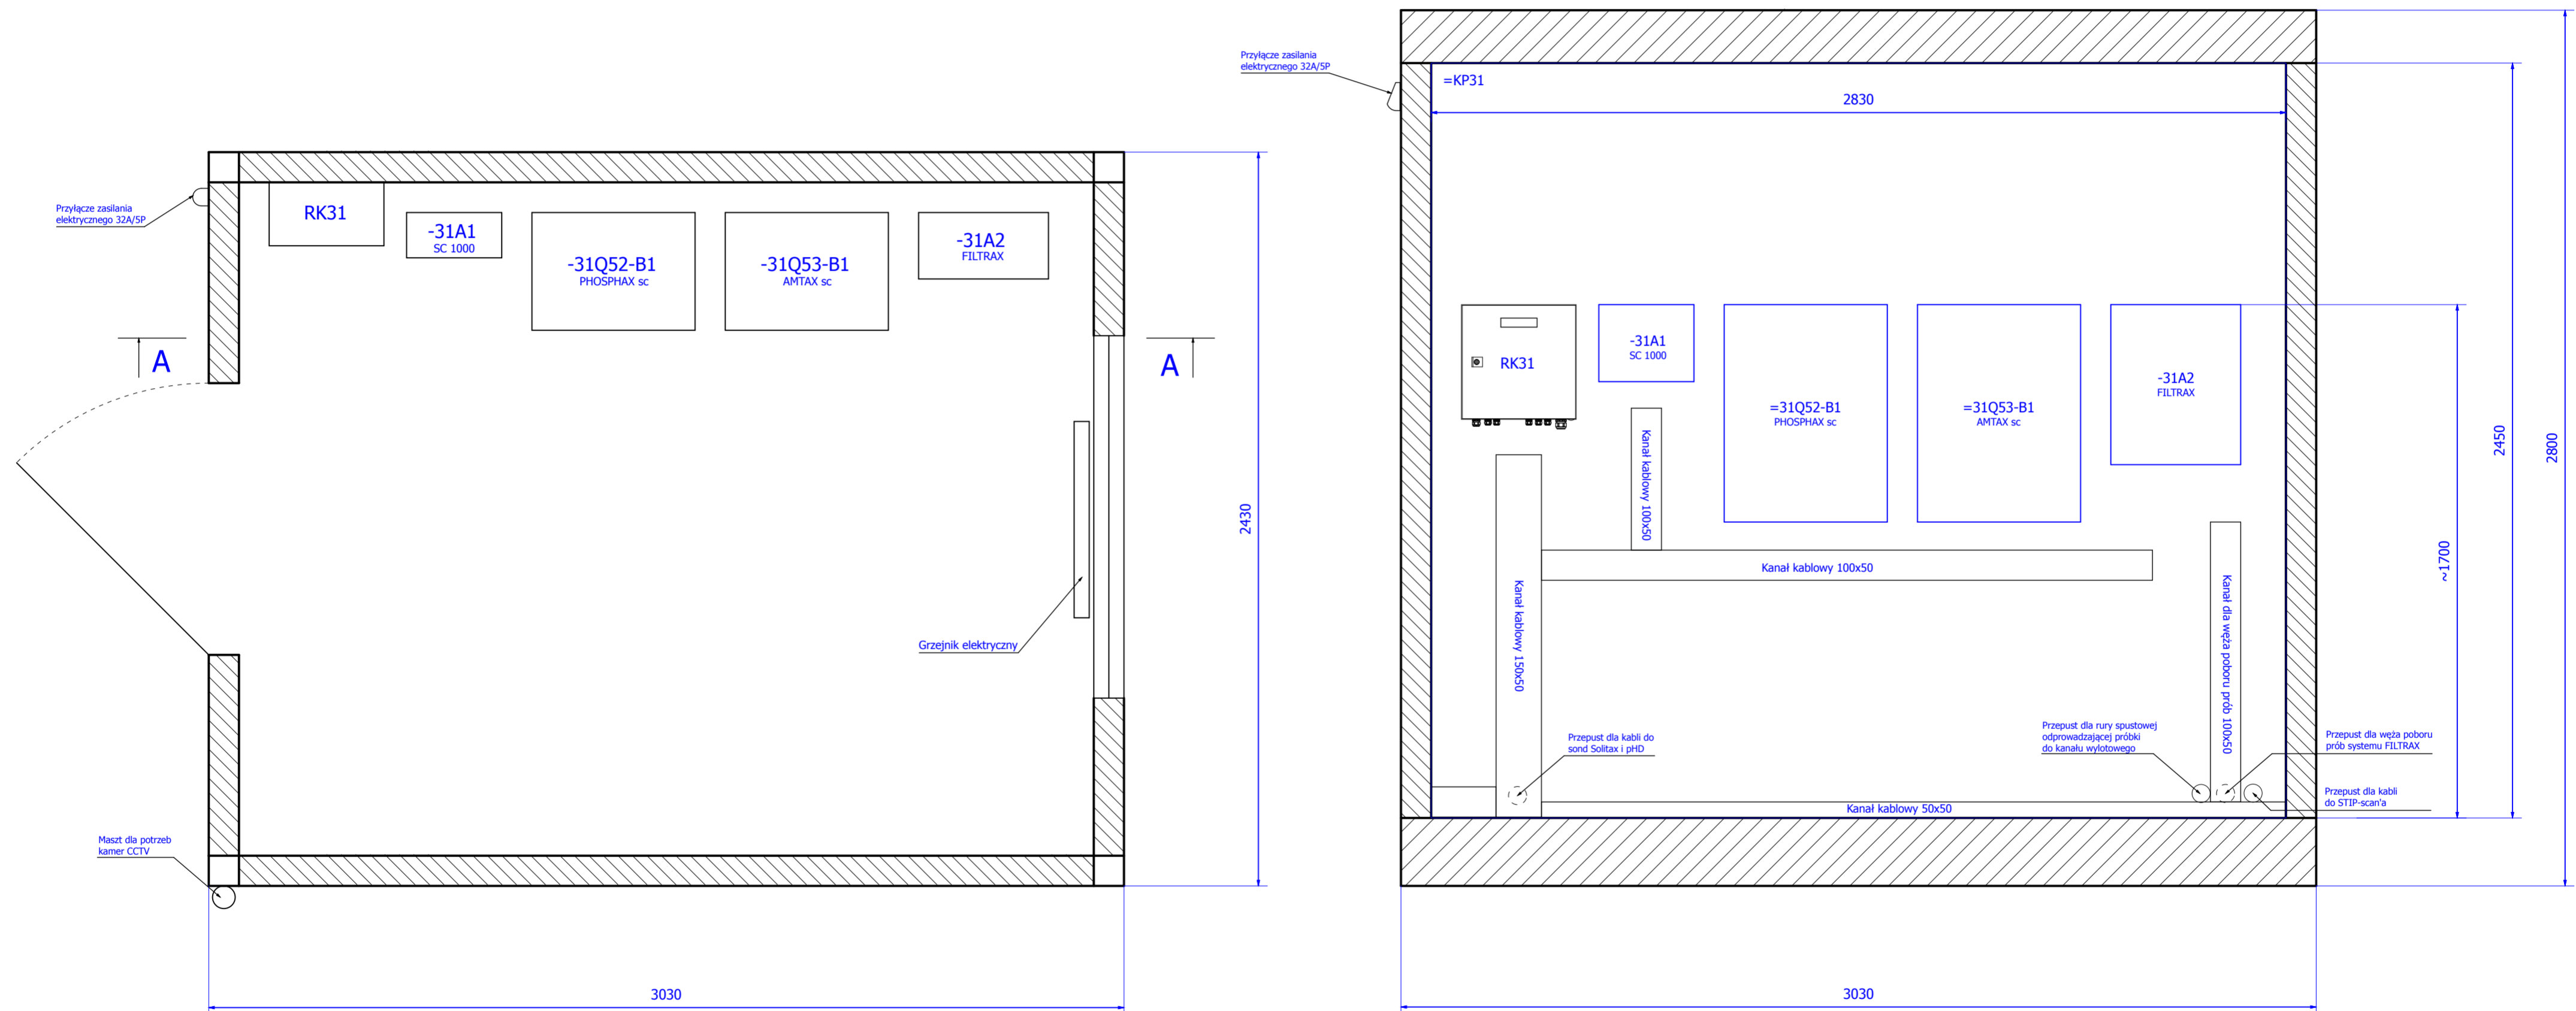 Przyłącze zasilania
elektrycznego 32A/5P
RK31
-31A1
SC 1000
-31Q52-B1
PHOSPHAX sc
-31Q53-B1
AMTAX sc
-31A2
FILTRAX
A
A
Grzejnik elektryczny
2430
Maszt dla potrzeb
kamer CCTV
3030
Przyłącze zasilania
elektrycznego 32A/5P
=KP31
2830
RK31
-31A1
SC 1000
=31Q52-B1
PHOSPHAX sc
=31Q53-B1
AMTAX sc
-31A2
FILTRAX
Kanał kablowy 100x50
Kanał kablowy 100x50
Kanał kablowy 150x50
Kanał dla węża poboru prób 100x50
Przepust dla kabli do
sond Solitax i pHD
Przepust dla rury spustowej
odprowadzającej próbki
do kanału wylotowego
Przepust dla węża poboru
prób systemu FILTRAX
Przepust dla kabli
do STIP-scan'a
Kanał kablowy 50x50
~1700
2450
2800
3030